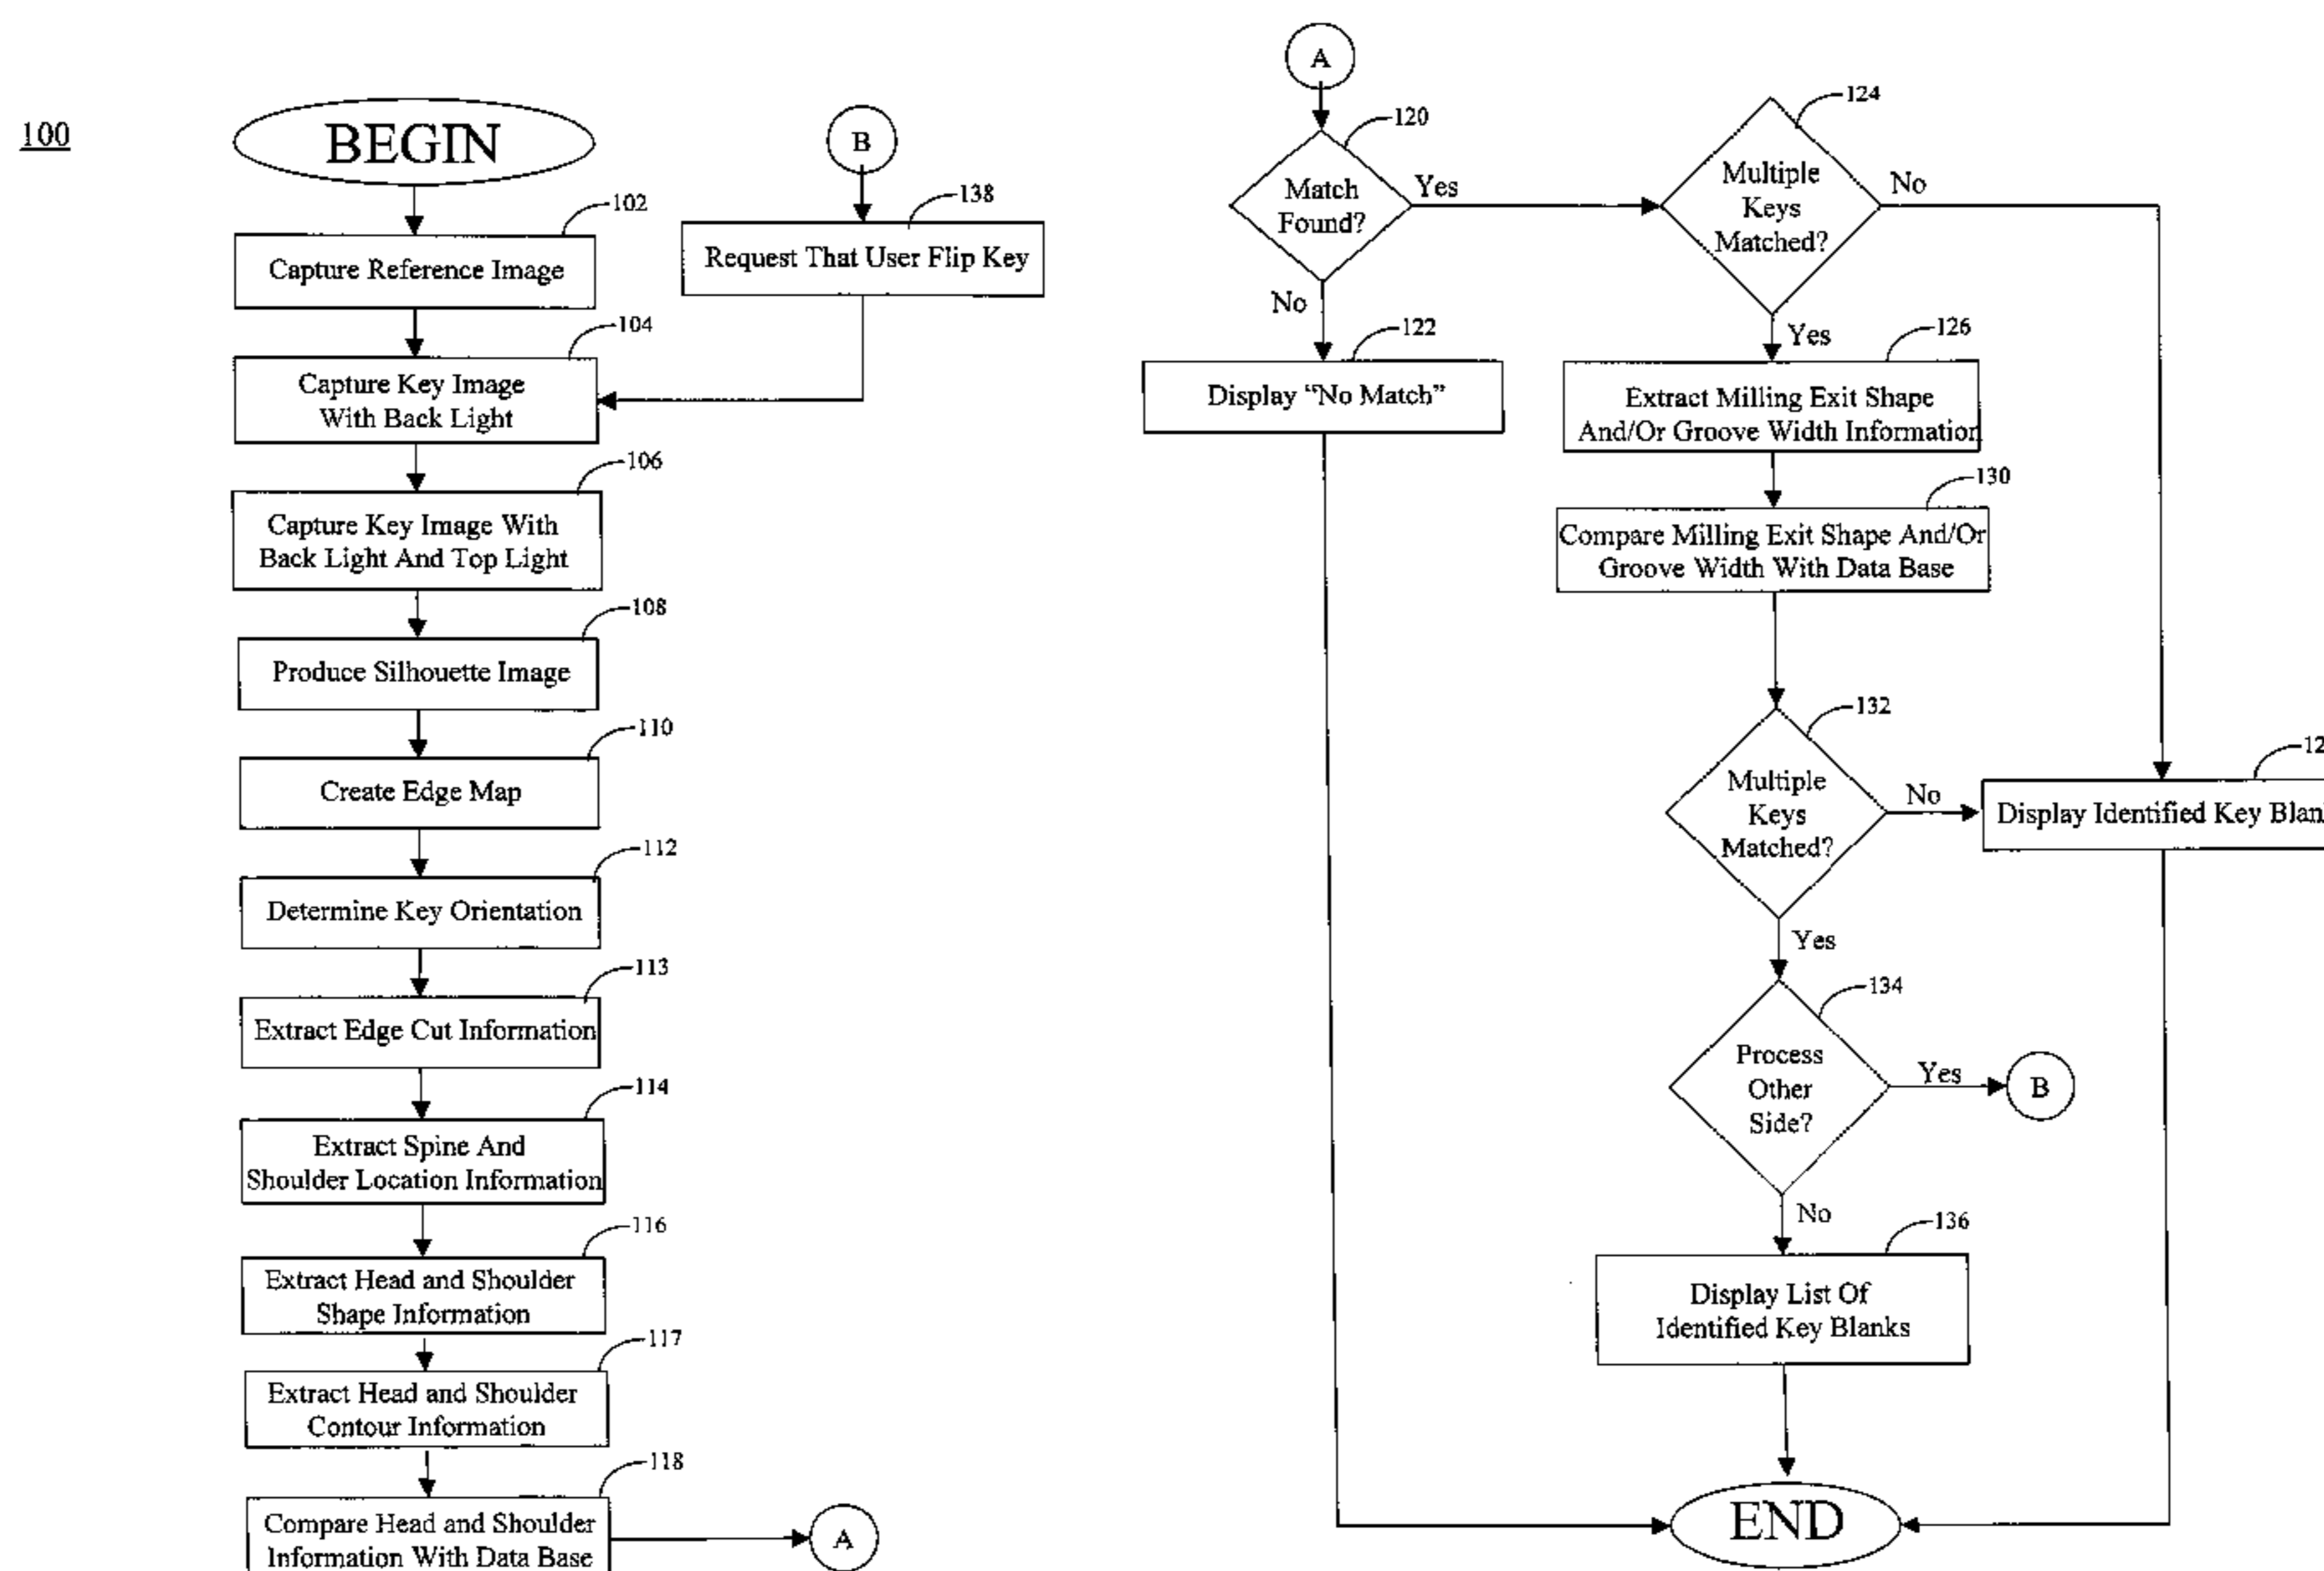 100
BEGIN
102
Capture Reference Image
104
Capture Key Image
With Back Light
106
Capture Key Image With
Back Light And Top Light
108
Produce Silhouette Image
110
Create Edge Map
112
Determine Key Orientation
113
Extract Edge Cut Information
114
Extract Spine And
Shoulder Location Information
116
Extract Head and Shoulder
Shape Information
117
Extract Head and Shoulder
Contour Information
118
Compare Head and Shoulder
Information With Data Base
A
B
138
Request That User Flip Key
A
120
Match
Found?
Yes
No
122
Display “No Match”
124
Multiple
Keys
Matched?
No
Yes
126
Extract Milling Exit Shape
And/Or Groove Width Information
130
Compare Milling Exit Shape And/Or
Groove Width With Data Base
132
Multiple
Keys
Matched?
No
Display Identified Key
Yes
134
Process
Other
Side?
Yes
B
No
136
Display List Of
Identified Key Blanks
END